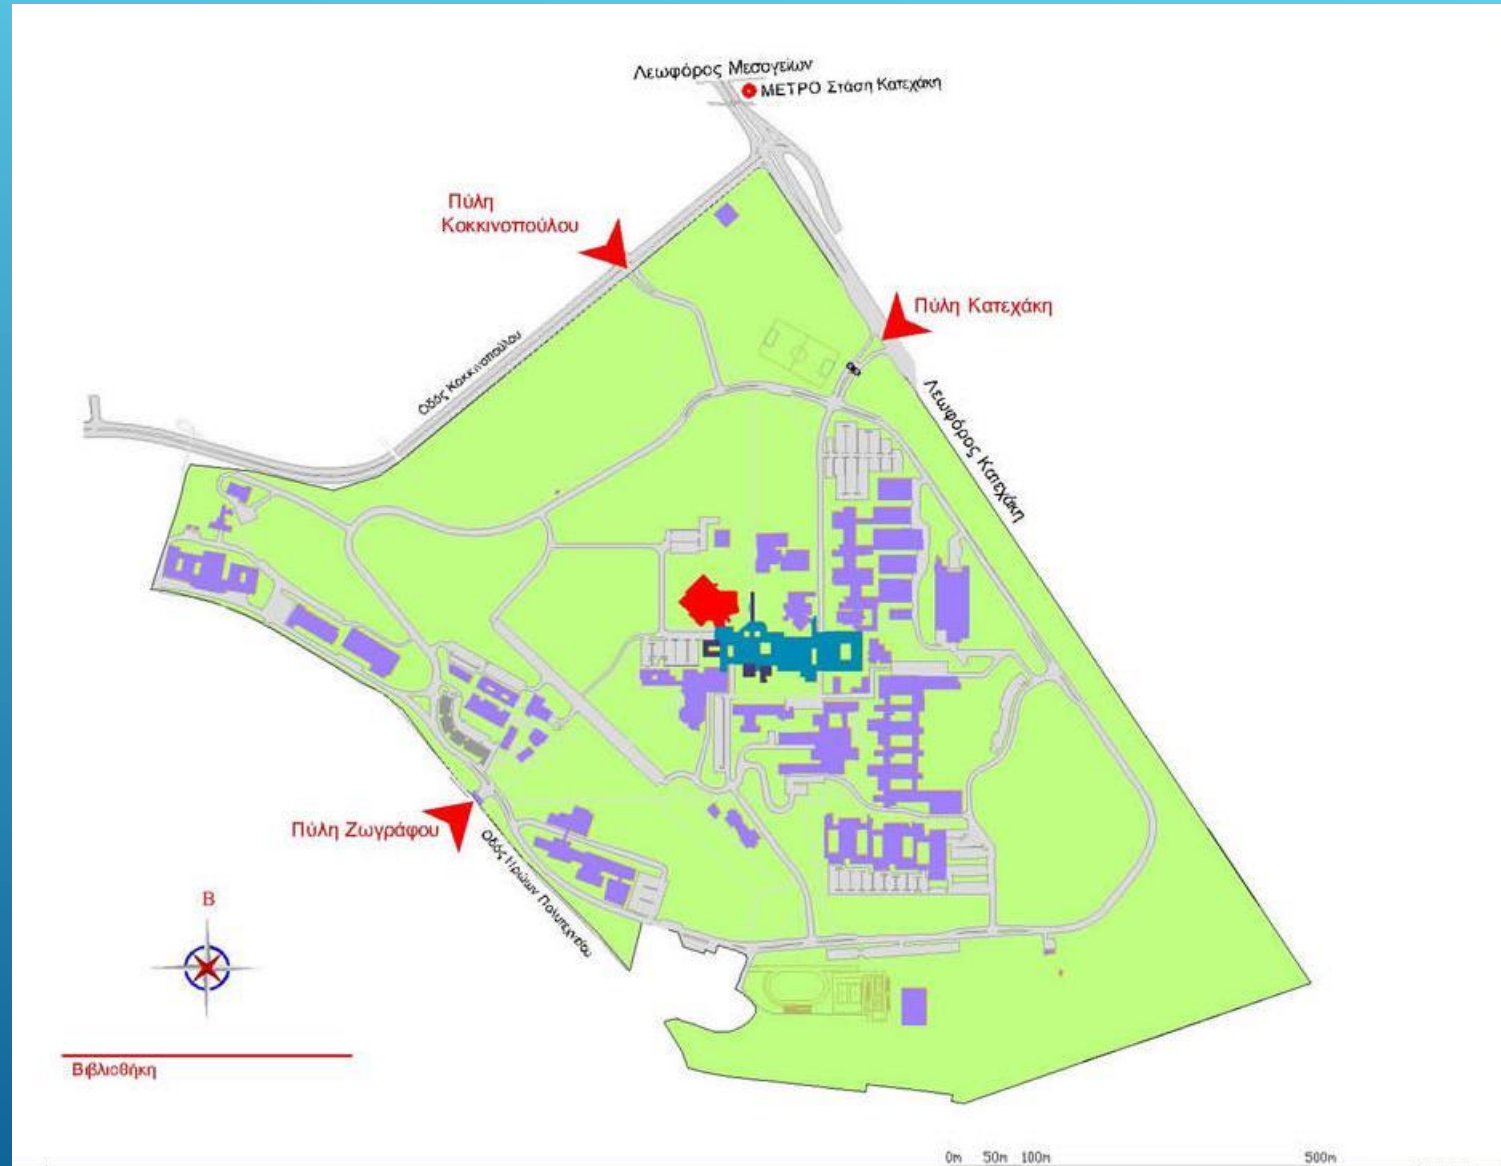 Λεωφόρος Μεσογείων
ΜΕΤΡΟ Στάση Κατεχάκη
Πύλη
Κοκκινοπούλου
Πύλη Κατεχάκη
Οδός Κοκκινοπούλου
Λεωφόρος Κατεχάκη
Πύλη Ζωγράφου
Οδός Ηρώων Πολυτεχνείου
Β
Βιβλιοθήκη
0m 50m 100m 500m